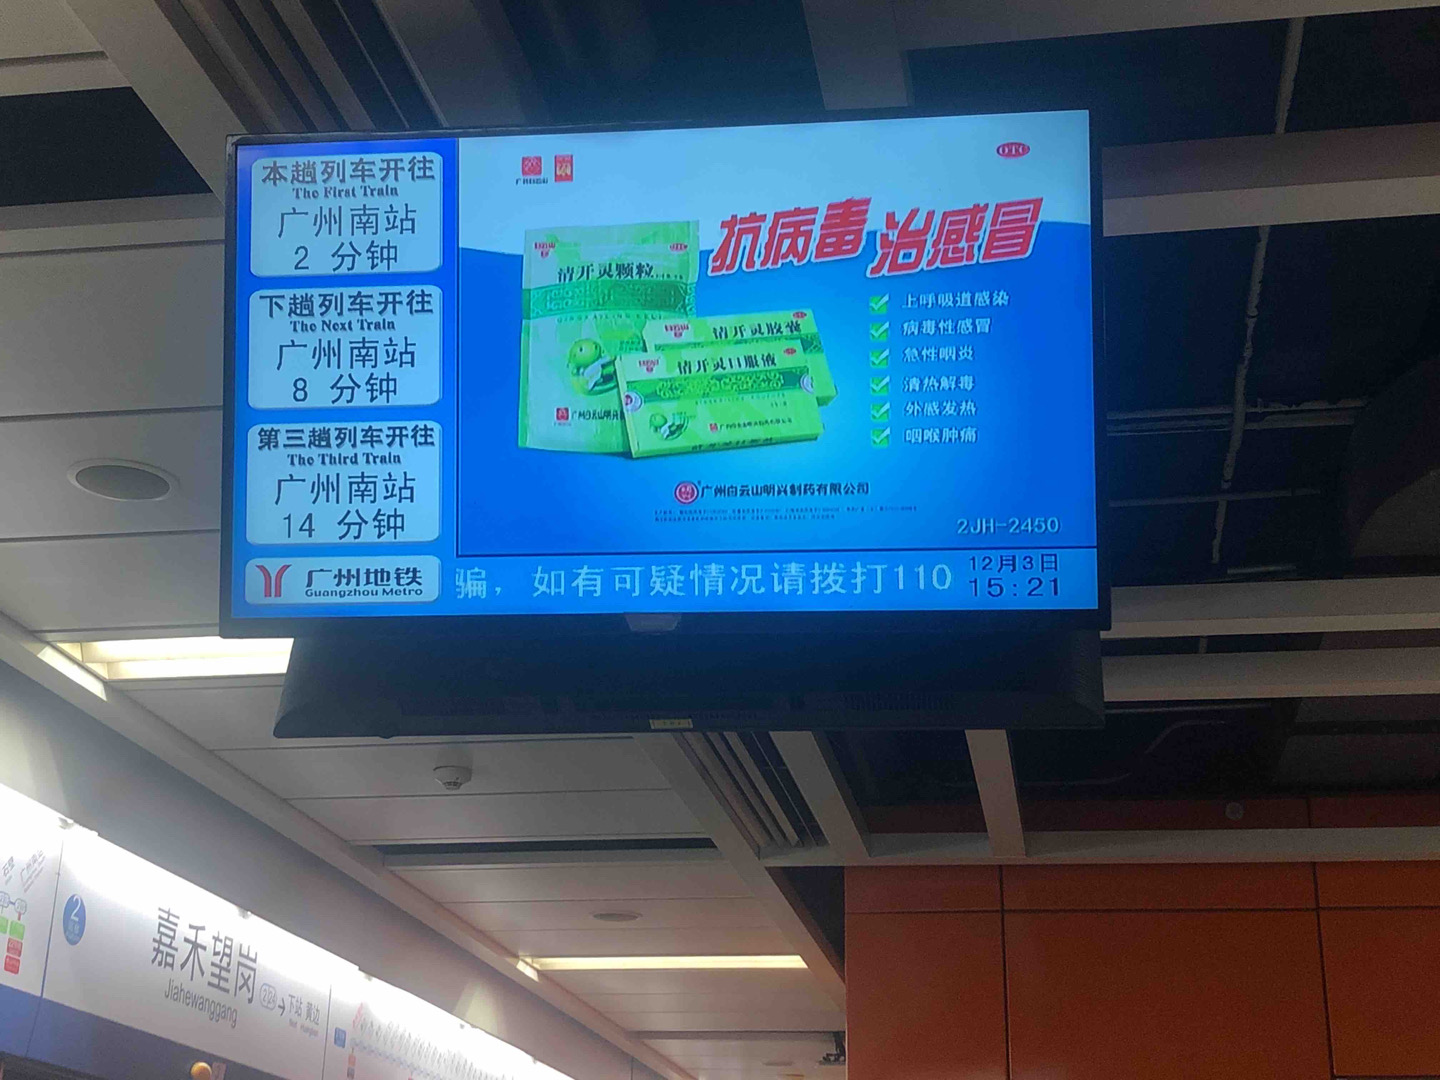 本趟列车开往
The First Train
广州南站
2 分钟
下趟列车开往
The Next Train
广州南站
8 分钟
第三趟列车开往
The Third Train
广州南站
14 分钟
广州地铁
Guangzhou Metro
OTC
抗病毒 治感冒
清开灵颗粒
清开灵胶囊
清开灵口服液
上呼吸道感染
病毒性感冒
急性咽炎
清热解毒
外感发热
咽喉肿痛
广州白云山明兴制药有限公司
2JH-2450
骗，如有可疑情况请拨打110
12月3日
15:21
2
嘉禾望岗
Jiahewanggang
下站 黄边